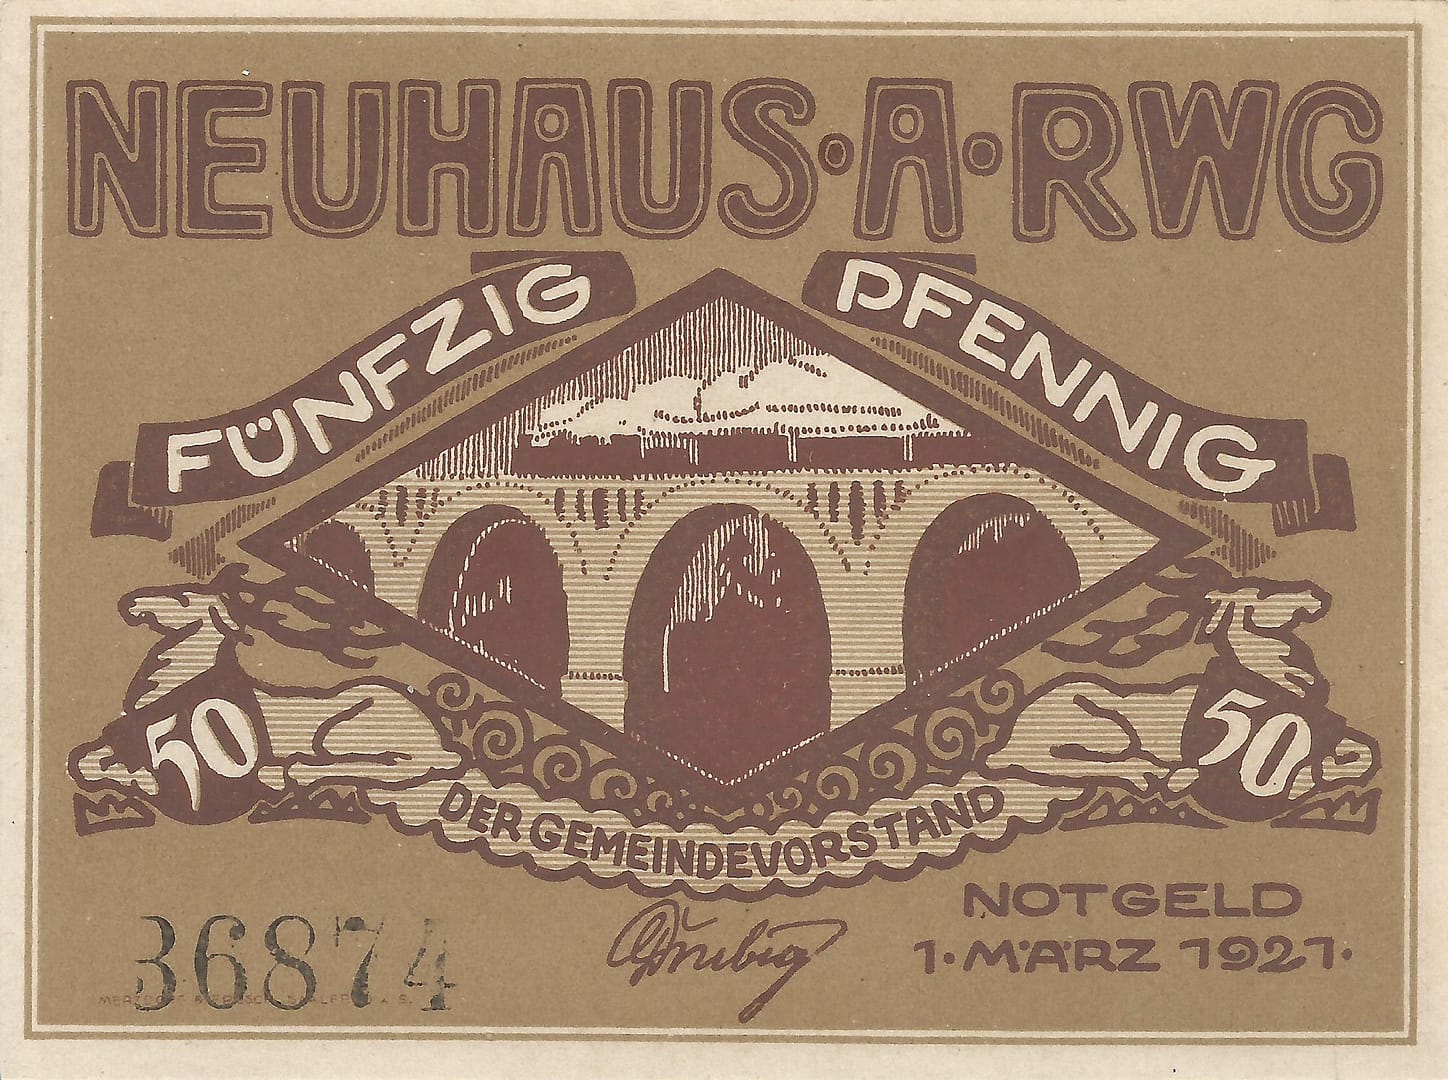 NEUHAUS·A·RWG
FÜNFZIG PFENNIG
50 50
DER GEMEINDEVORSTAND
NOTGELD
1·MÄRZ 1921·
36874